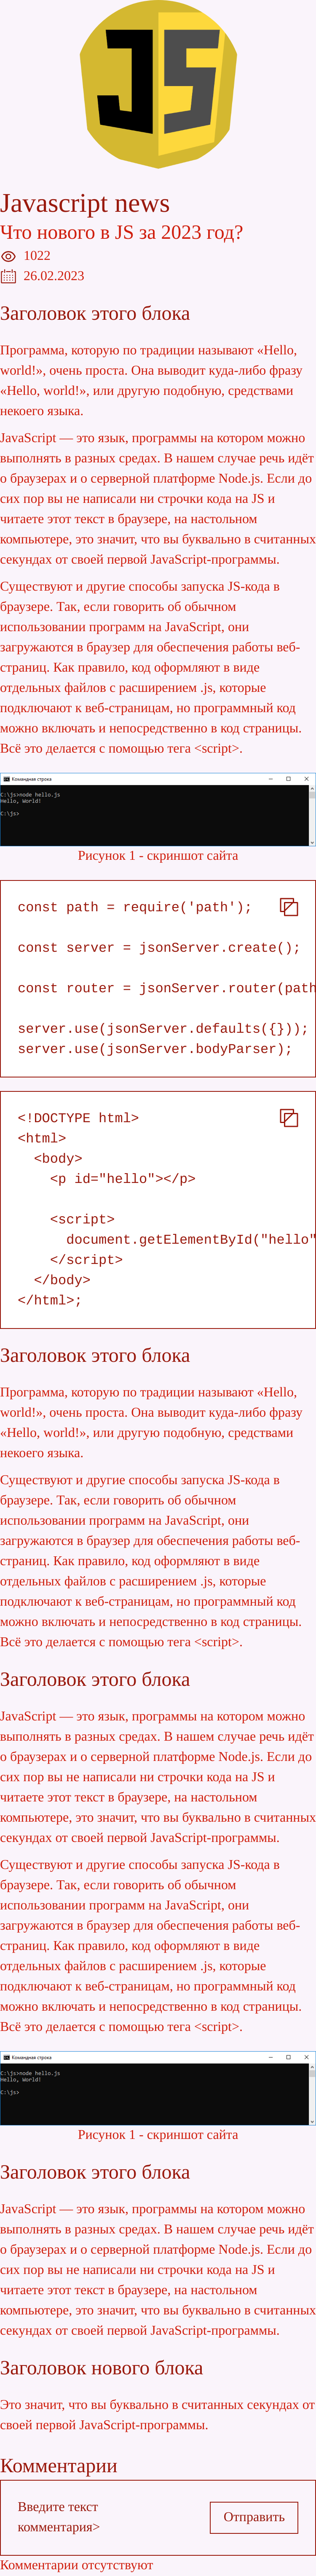 JS
Javascript news
Что нового в JS за 2023 год?
1022
26.02.2023
Заголовок этого блока
Программа, которую по традиции называют «Hello,
world!», очень проста. Она выводит куда-либо фразу
«Hello, world!», или другую подобную, средствами
некоего языка.
JavaScript — это язык, программы на котором можно
выполнять в разных средах. В нашем случае речь идёт
о браузерах и о серверной платформе Node.js. Если до
сих пор вы не написали ни строчки кода на JS и
читаете этот текст в браузере, на настольном
компьютере, это значит, что вы буквально в считанных
секундах от своей первой JavaScript-программы.
Существуют и другие способы запуска JS-кода в
браузере. Так, если говорить об обычном
использовании программ на JavaScript, они
загружаются в браузер для обеспечения работы веб-
страниц. Как правило, код оформляют в виде
отдельных файлов с расширением .js, которые
подключают к веб-страницам, но программный код
можно включать и непосредственно в код страницы.
Всё это делается с помощью тега <script>.
Командная строка
C:\js>node hello.js
Hello, World!
C:\js>
Рисунок 1 - скриншот сайта
const path = require('path');
const server = jsonServer.create();
const router = jsonServer.router(path
server.use(jsonServer.defaults({}));
server.use(jsonServer.bodyParser);
<!DOCTYPE html>
<html>
<body>
<p id="hello"></p>
<script>
document.getElementById("hello"
</script>
</body>
</html>;
Заголовок этого блока
Программа, которую по традиции называют «Hello,
world!», очень проста. Она выводит куда-либо фразу
«Hello, world!», или другую подобную, средствами
некоего языка.
Существуют и другие способы запуска JS-кода в
браузере. Так, если говорить об обычном
использовании программ на JavaScript, они
загружаются в браузер для обеспечения работы веб-
страниц. Как правило, код оформляют в виде
отдельных файлов с расширением .js, которые
подключают к веб-страницам, но программный код
можно включать и непосредственно в код страницы.
Всё это делается с помощью тега <script>.
Заголовок этого блока
JavaScript — это язык, программы на котором можно
выполнять в разных средах. В нашем случае речь идёт
о браузерах и о серверной платформе Node.js. Если до
сих пор вы не написали ни строчки кода на JS и
читаете этот текст в браузере, на настольном
компьютере, это значит, что вы буквально в считанных
секундах от своей первой JavaScript-программы.
Существуют и другие способы запуска JS-кода в
браузере. Так, если говорить об обычном
использовании программ на JavaScript, они
загружаются в браузер для обеспечения работы веб-
страниц. Как правило, код оформляют в виде
отдельных файлов с расширением .js, которые
подключают к веб-страницам, но программный код
можно включать и непосредственно в код страницы.
Всё это делается с помощью тега <script>.
Командная строка
C:\js>node hello.js
Hello, World!
C:\js>
Рисунок 1 - скриншот сайта
Заголовок этого блока
JavaScript — это язык, программы на котором можно
выполнять в разных средах. В нашем случае речь идёт
о браузерах и о серверной платформе Node.js. Если до
сих пор вы не написали ни строчки кода на JS и
читаете этот текст в браузере, на настольном
компьютере, это значит, что вы буквально в считанных
секундах от своей первой JavaScript-программы.
Заголовок нового блока
Это значит, что вы буквально в считанных секундах от
своей первой JavaScript-программы.
Комментарии
Введите текст
комментария>
Отправить
Комментарии отсутствуют